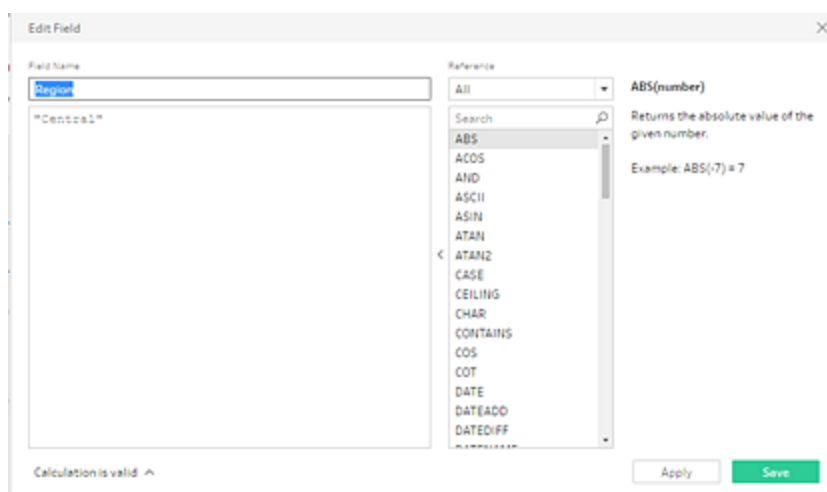 Edit Field
Field Name
Region
"Central"
Reference
All
Search
ABS
ACOS
AND
ASCII
ASIN
ATAN
ATAN2
CASE
CEILING
CHAR
CONTAINS
COS
COT
DATE
DATEADD
DATEDIFF
ABS(number)
Returns the absolute value of the
given number.
Example: ABS(-7) = 7
Calculation is valid
Apply
Save